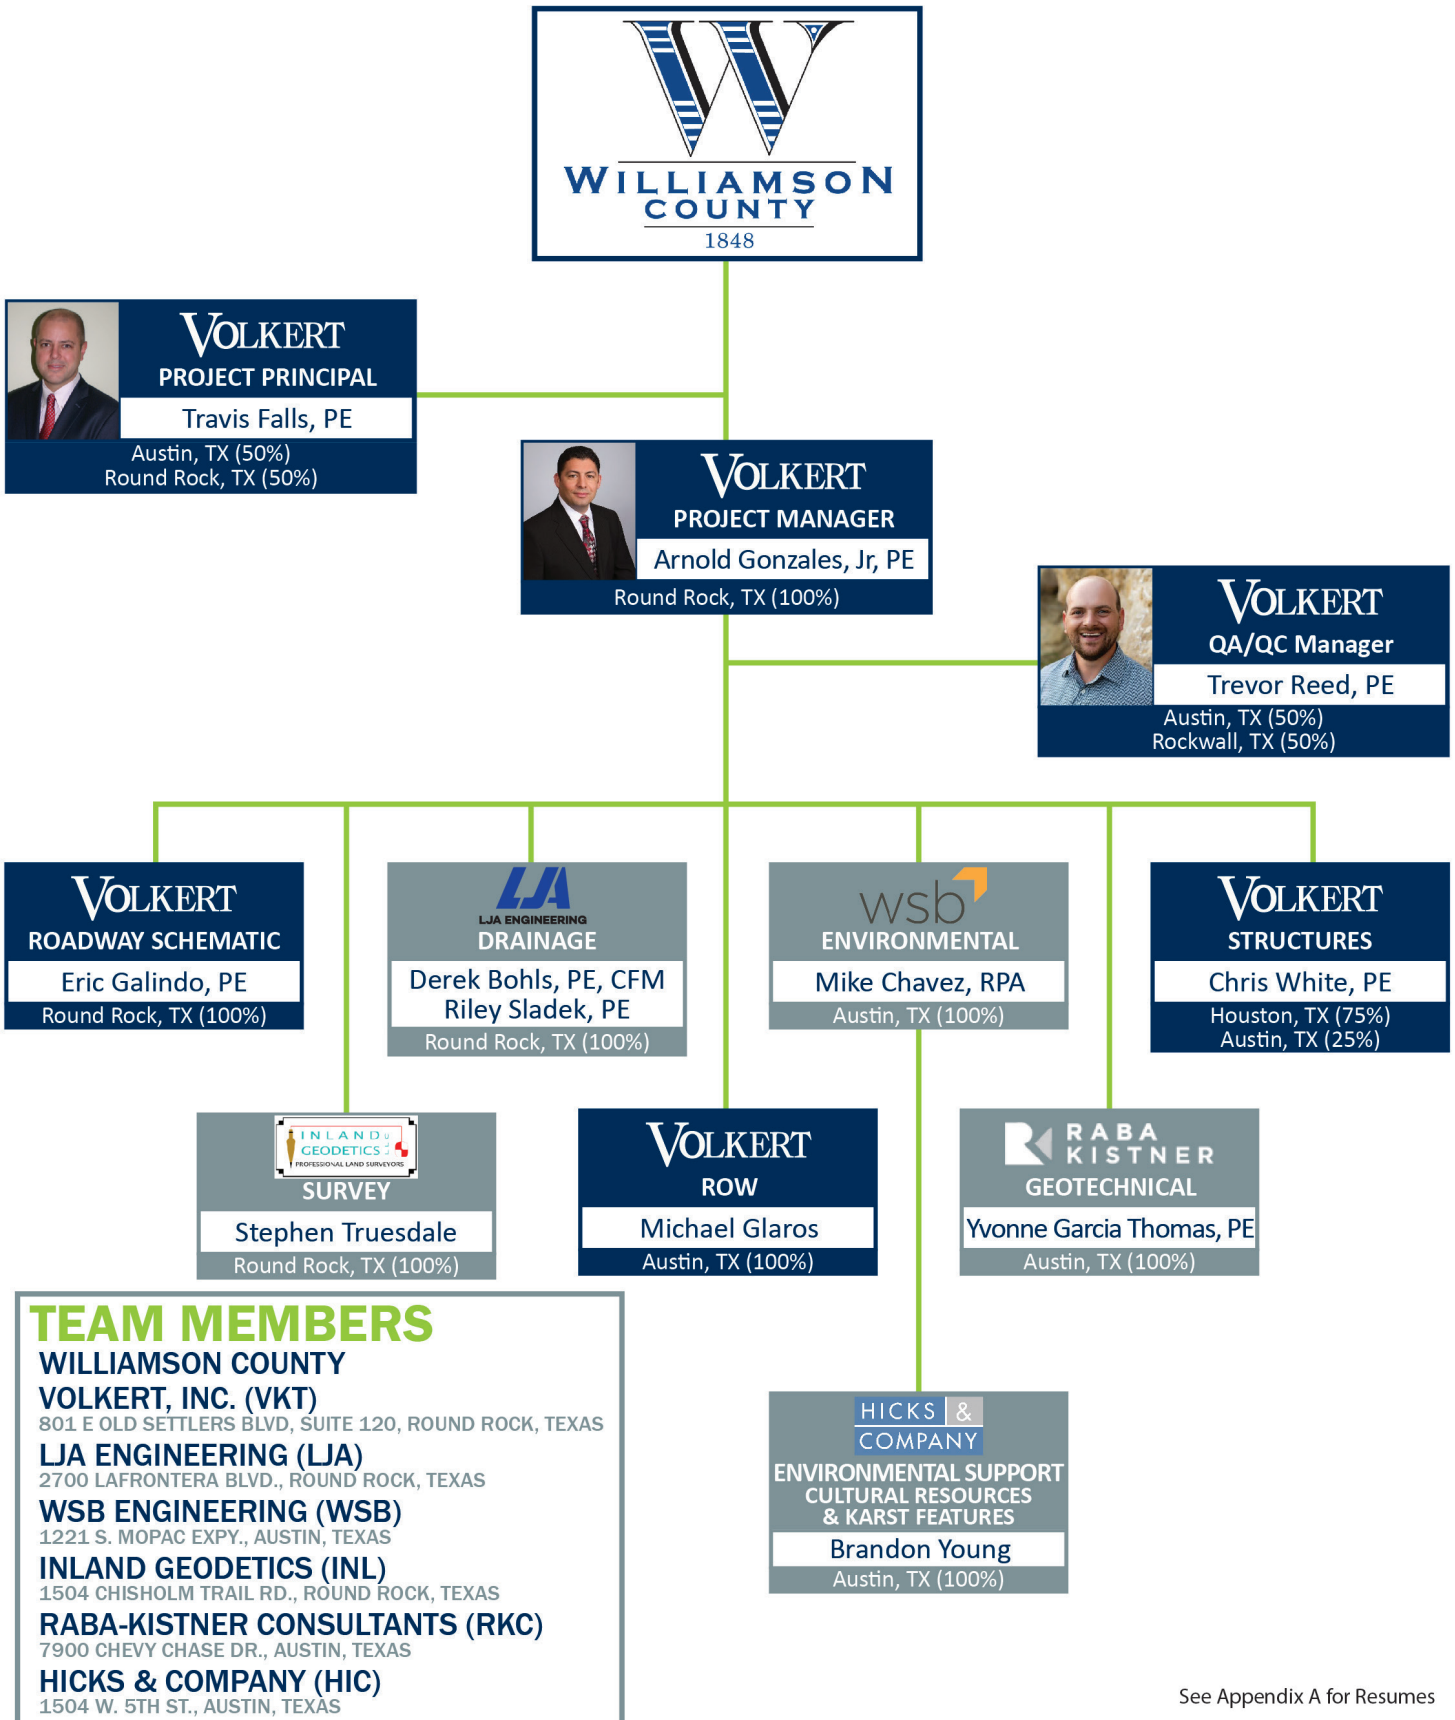 WILLIAMSON
COUNTY
1848
VOLKERT
PROJECT PRINCIPAL
Travis Falls, PE
Austin, TX (50%)
Round Rock, TX (50%)
VOLKERT
PROJECT MANAGER
Arnold Gonzales, Jr, PE
Round Rock, TX (100%)
VOLKERT
QA/QC Manager
Trevor Reed, PE
Austin, TX (50%)
Rockwall, TX (50%)
VOLKERT
ROADWAY SCHEMATIC
Eric Galindo, PE
Round Rock, TX (100%)
LJA
LJA ENGINEERING
DRAINAGE
Derek Bohls, PE, CFM
Riley Sladek, PE
Round Rock, TX (100%)
wsb
ENVIRONMENTAL
Mike Chavez, RPA
Austin, TX (100%)
VOLKERT
STRUCTURES
Chris White, PE
Houston, TX (75%)
Austin, TX (25%)
INLAND
GEODETICS LLC
PROFESSIONAL LAND SURVEYORS
SURVEY
Stephen Truesdale
Round Rock, TX (100%)
VOLKERT
ROW
Michael Glaros
Austin, TX (100%)
RABA
KISTNER
GEOTECHNICAL
Yvonne Garcia Thomas, PE
Austin, TX (100%)
HICKS &
COMPANY
ENVIRONMENTAL SUPPORT
CULTURAL RESOURCES
& KARST FEATURES
Brandon Young
Austin, TX (100%)
TEAM MEMBERS
WILLIAMSON COUNTY
VOLKERT, INC. (VKT)
801 E OLD SETTLERS BLVD, SUITE 120, ROUND ROCK, TEXAS
LJA ENGINEERING (LJA)
2700 LAFRONTERA BLVD., ROUND ROCK, TEXAS
WSB ENGINEERING (WSB)
1221 S. MOPAC EXPY., AUSTIN, TEXAS
INLAND GEODETICS (INL)
1504 CHISHOLM TRAIL RD., ROUND ROCK, TEXAS
RABA-KISTNER CONSULTANTS (RKC)
7900 CHEVY CHASE DR., AUSTIN, TEXAS
HICKS & COMPANY (HIC)
1504 W. 5TH ST., AUSTIN, TEXAS
See Appendix A for Resumes